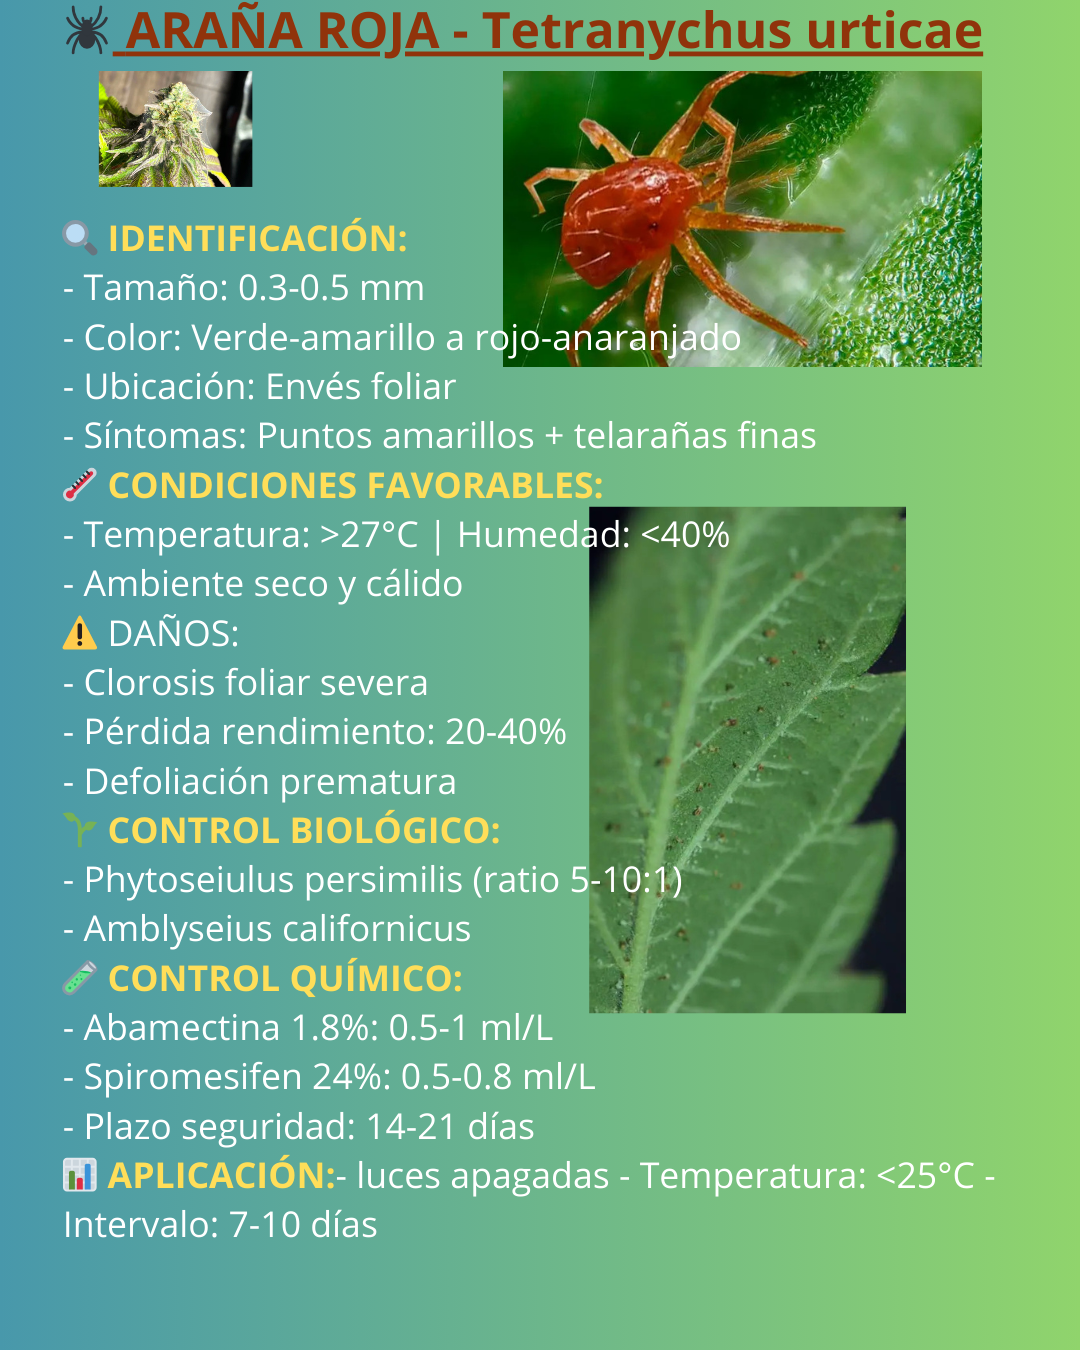 ARAÑA ROJA - Tetranychus urticae
IDENTIFICACIÓN:
- Tamaño: 0.3-0.5 mm
- Color: Verde-amarillo a rojo-anaranjado
- Ubicación: Envés foliar
- Síntomas: Puntos amarillos + telarañas finas
CONDICIONES FAVORABLES:
- Temperatura: >27°C | Humedad: <40%
- Ambiente seco y cálido
DAÑOS:
- Clorosis foliar severa
- Pérdida rendimiento: 20-40%
- Defoliación prematura
CONTROL BIOLÓGICO:
- Phytoseiulus persimilis (ratio 5-10:1)
- Amblyseius californicus
CONTROL QUÍMICO:
- Abamectina 1.8%: 0.5-1 ml/L
- Spiromesifen 24%: 0.5-0.8 ml/L
- Plazo seguridad: 14-21 días
APLICACIÓN:- luces apagadas - Temperatura: <25°C -
Intervalo: 7-10 días